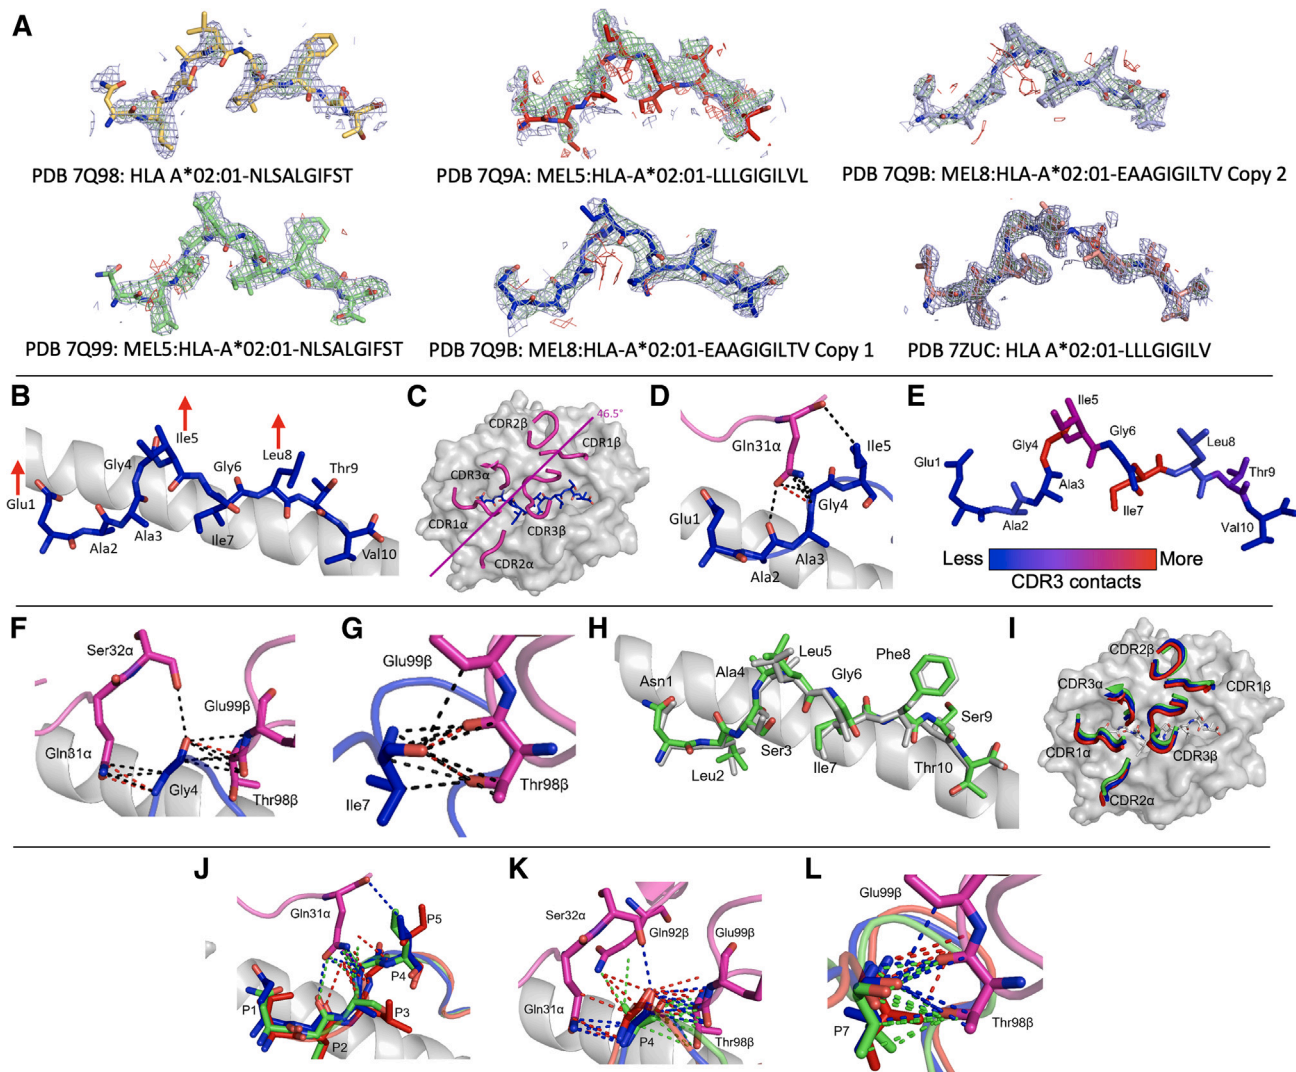 A
PDB 7Q98: HLA A*02:01-NLSALGIFST
PDB 7Q9A: MEL5:HLA-A*02:01-LLLGIGILVL
PDB 7Q9B: MEL8:HLA-A*02:01-EAAGIGILTV Copy 2
PDB 7Q99: MEL5:HLA-A*02:01-NLSALGIFST
PDB 7Q9B: MEL8:HLA-A*02:01-EAAGIGILTV Copy 1
PDB 7ZUC: HLA A*02:01-LLLGIGILV
B
Ile5
Leu8
Gly4
Gly6
Thr9
Glu1
Ala2
Ala3
Ile7
Val10
C
46.5°
CDR2β
CDR1β
CDR3α
CDR1α
CDR3β
CDR2α
D
Gln31α
Ile5
Gly4
Glu1
Ala3
Ala2
E
Ile5
Gly4
Gly6
Leu8
Glu1
Thr9
Ala3
Ile7
Ala2
Val10
Less
More
CDR3 contacts
F
Ser32α
Glu99β
Gln31α
Gly4
Thr98β
G
Glu99β
Ile7
Thr98β
H
Leu5
Phe8
Ala4
Gly6
Asn1
Ser9
Ser3
Ile7
Leu2
Thr10
I
CDR2β
CDR3α
CDR1β
CDR1α
CDR3β
CDR2α
J
Gln31α
P5
P4
P1
P3
P2
K
Ser32α
Gln92β
Glu99β
Gln31α
P4
Thr98β
L
Glu99β
P7
Thr98β